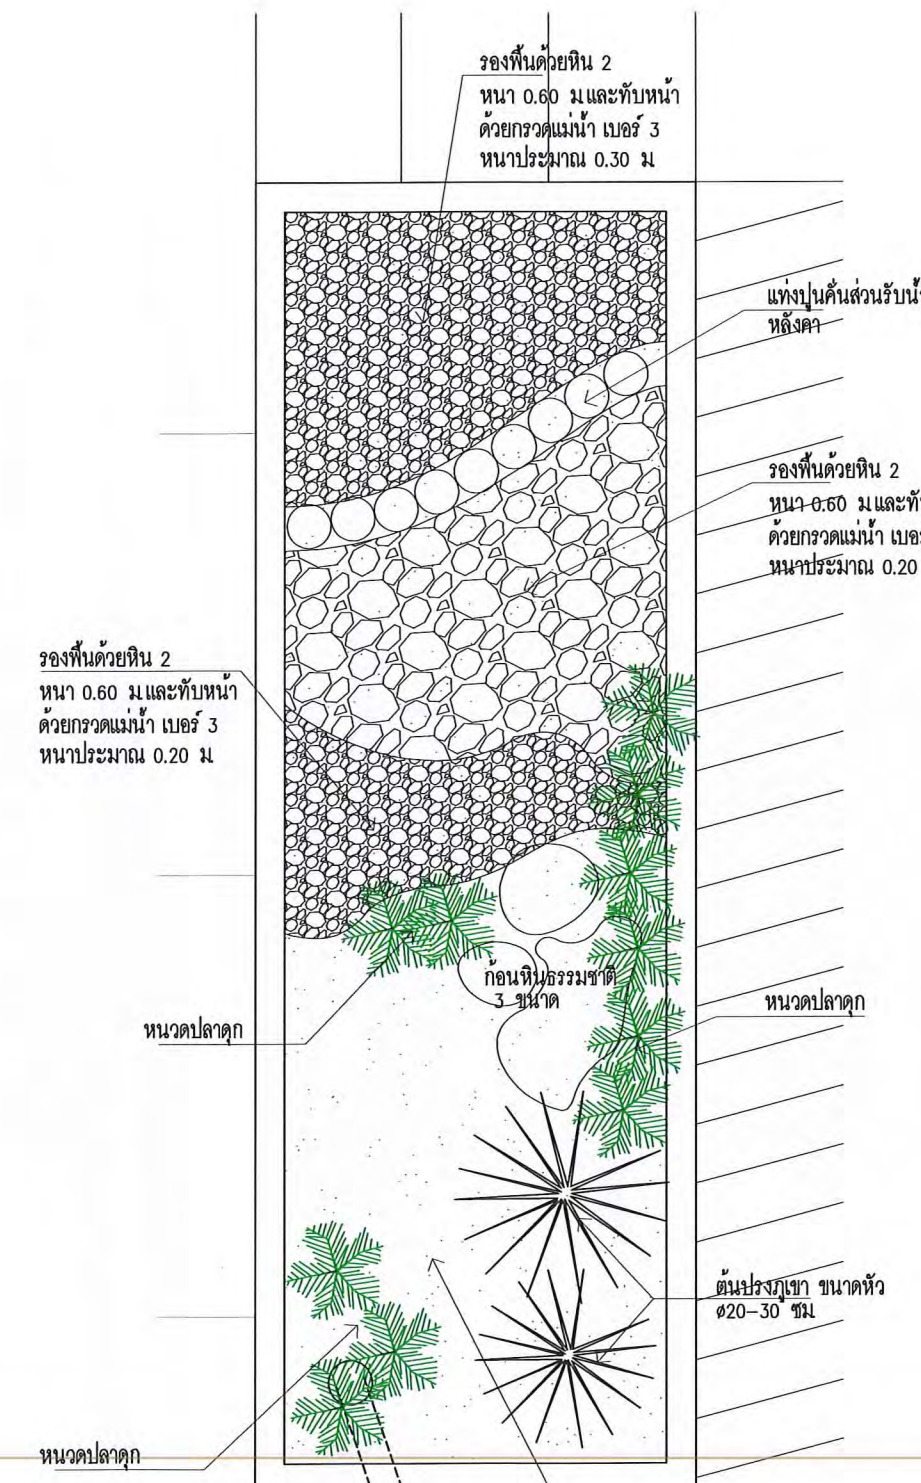 รองพื้นด้วยหิน 2
หนา 0.60 ม.และทับหน้า
ด้วยกรวดแม่น้ำ เบอร์ 3
หนาประมาณ 0.30 ม.
แท่งปูนคั่นส่วนรับน้ำ
หลังคา
รองพื้นด้วยหิน 2
หนา 0.60 ม.และทั
ด้วยกรวดแม่น้ำ เบอ
หนาประมาณ 0.20
รองพื้นด้วยหิน 2
หนา 0.60 ม.และทับหน้า
ด้วยกรวดแม่น้ำ เบอร์ 3
หนาประมาณ 0.20 ม.
ก้อนหินธรรมชาติ
3 ขนาด
หนวดปลาดุก
หนวดปลาดุก
ต้นปรงภูเขา ขนาดหัว
ø20-30 ซม.
หนวดปลาดุก